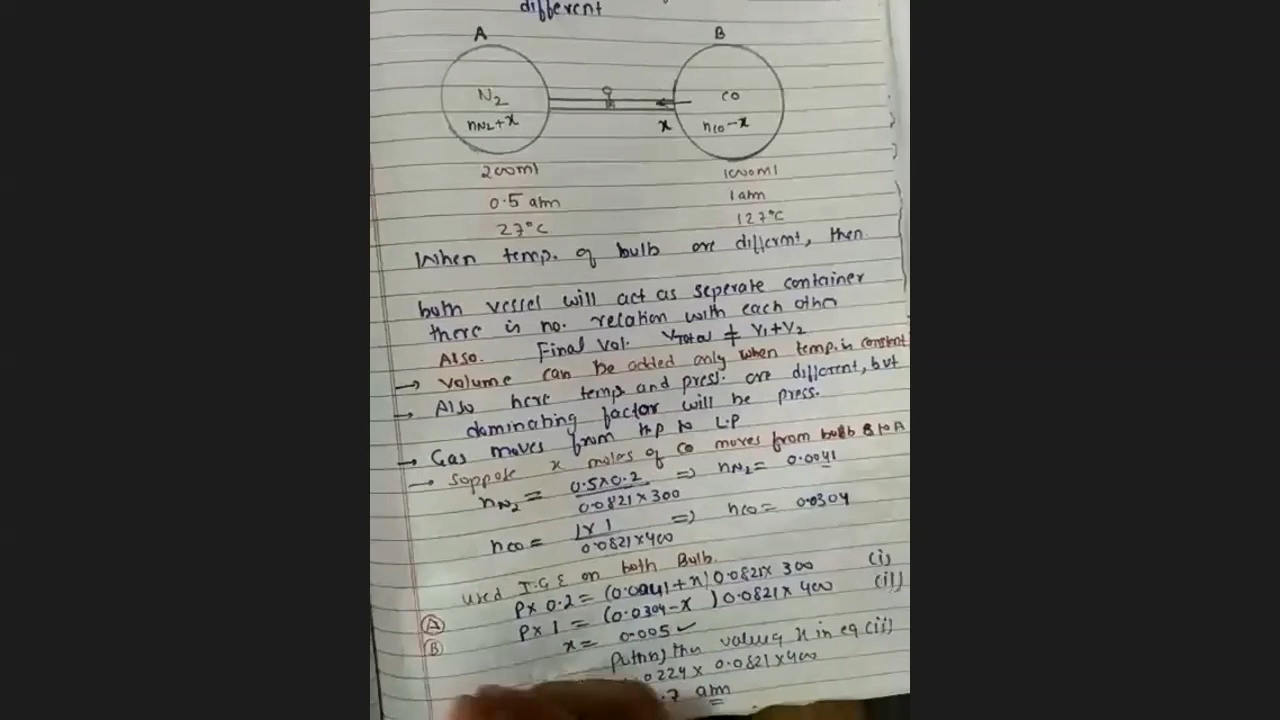 different
A B
N2 CO
nN2+x x nco-x
200ml 1000ml
0.5 atm 1atm
27°C 127°C
When temp. of bulb are differmt, then
both vessel will act as seperate container
there is no. relation with each other
Also. Final Vol. VTotal ≠ V1+V2
→ Volume can be added only when temp. is constant
→ Also here temp and press. are different, but
dominating factor will be press.
→ Gas moves from H.P to L.P
→ Soppose x moles of Co moves from bulb B to A
nN2 = 0.5×0.2 / 0.0821×300 ⇒ nN2 = 0.0041
nco = 1×1 / 0.0821×400 ⇒ nco = 0.0304
used I.G.E on both Bulb.
A P×0.2 = (0.0041+x)0.0821×300 (i)
B P×1 = (0.0304-x)0.0821×400 (ii)
x = 0.005 ✓
putting the value of x in eq (ii)
0224× 0.0821×400
.7 atm